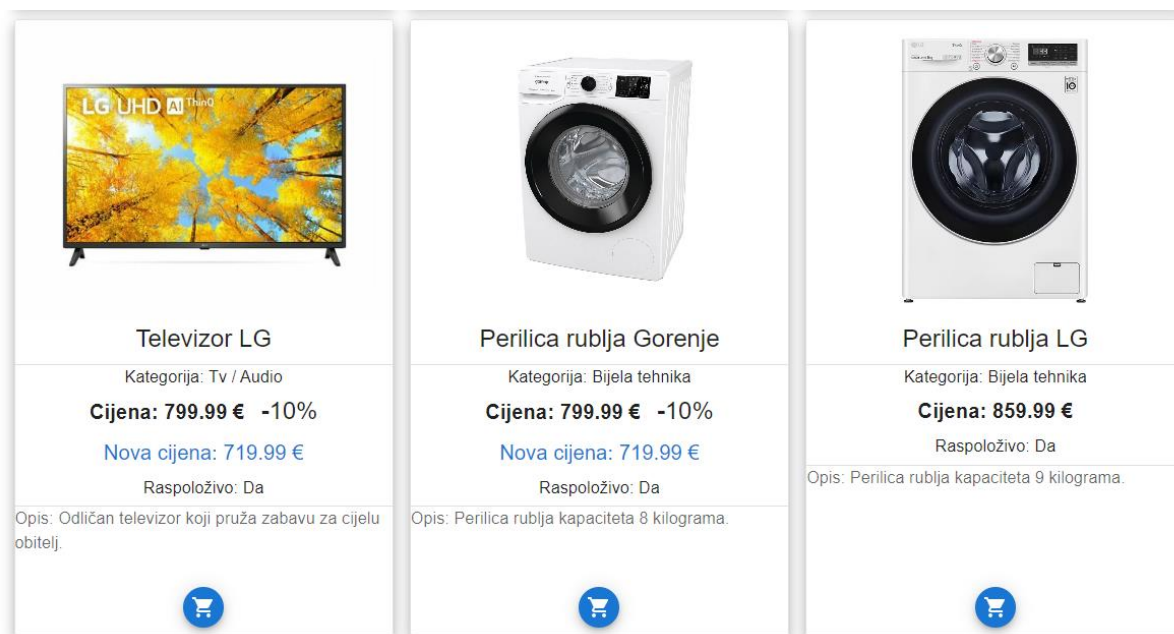 LG UHD AI ThinQ
Televizor LG
Kategorija: Tv / Audio
Cijena: 799.99 € -10%
Nova cijena: 719.99 €
Raspoloživo: Da
Opis: Odličan televizor koji pruža zabavu za cijelu
obitelj.
gorenje
Perilica rublja Gorenje
Kategorija: Bijela tehnika
Cijena: 799.99 € -10%
Nova cijena: 719.99 €
Raspoloživo: Da
Opis: Perilica rublja kapaciteta 8 kilograma.
Perilica rublja LG
Kategorija: Bijela tehnika
Cijena: 859.99 €
Raspoloživo: Da
Opis: Perilica rublja kapaciteta 9 kilograma.